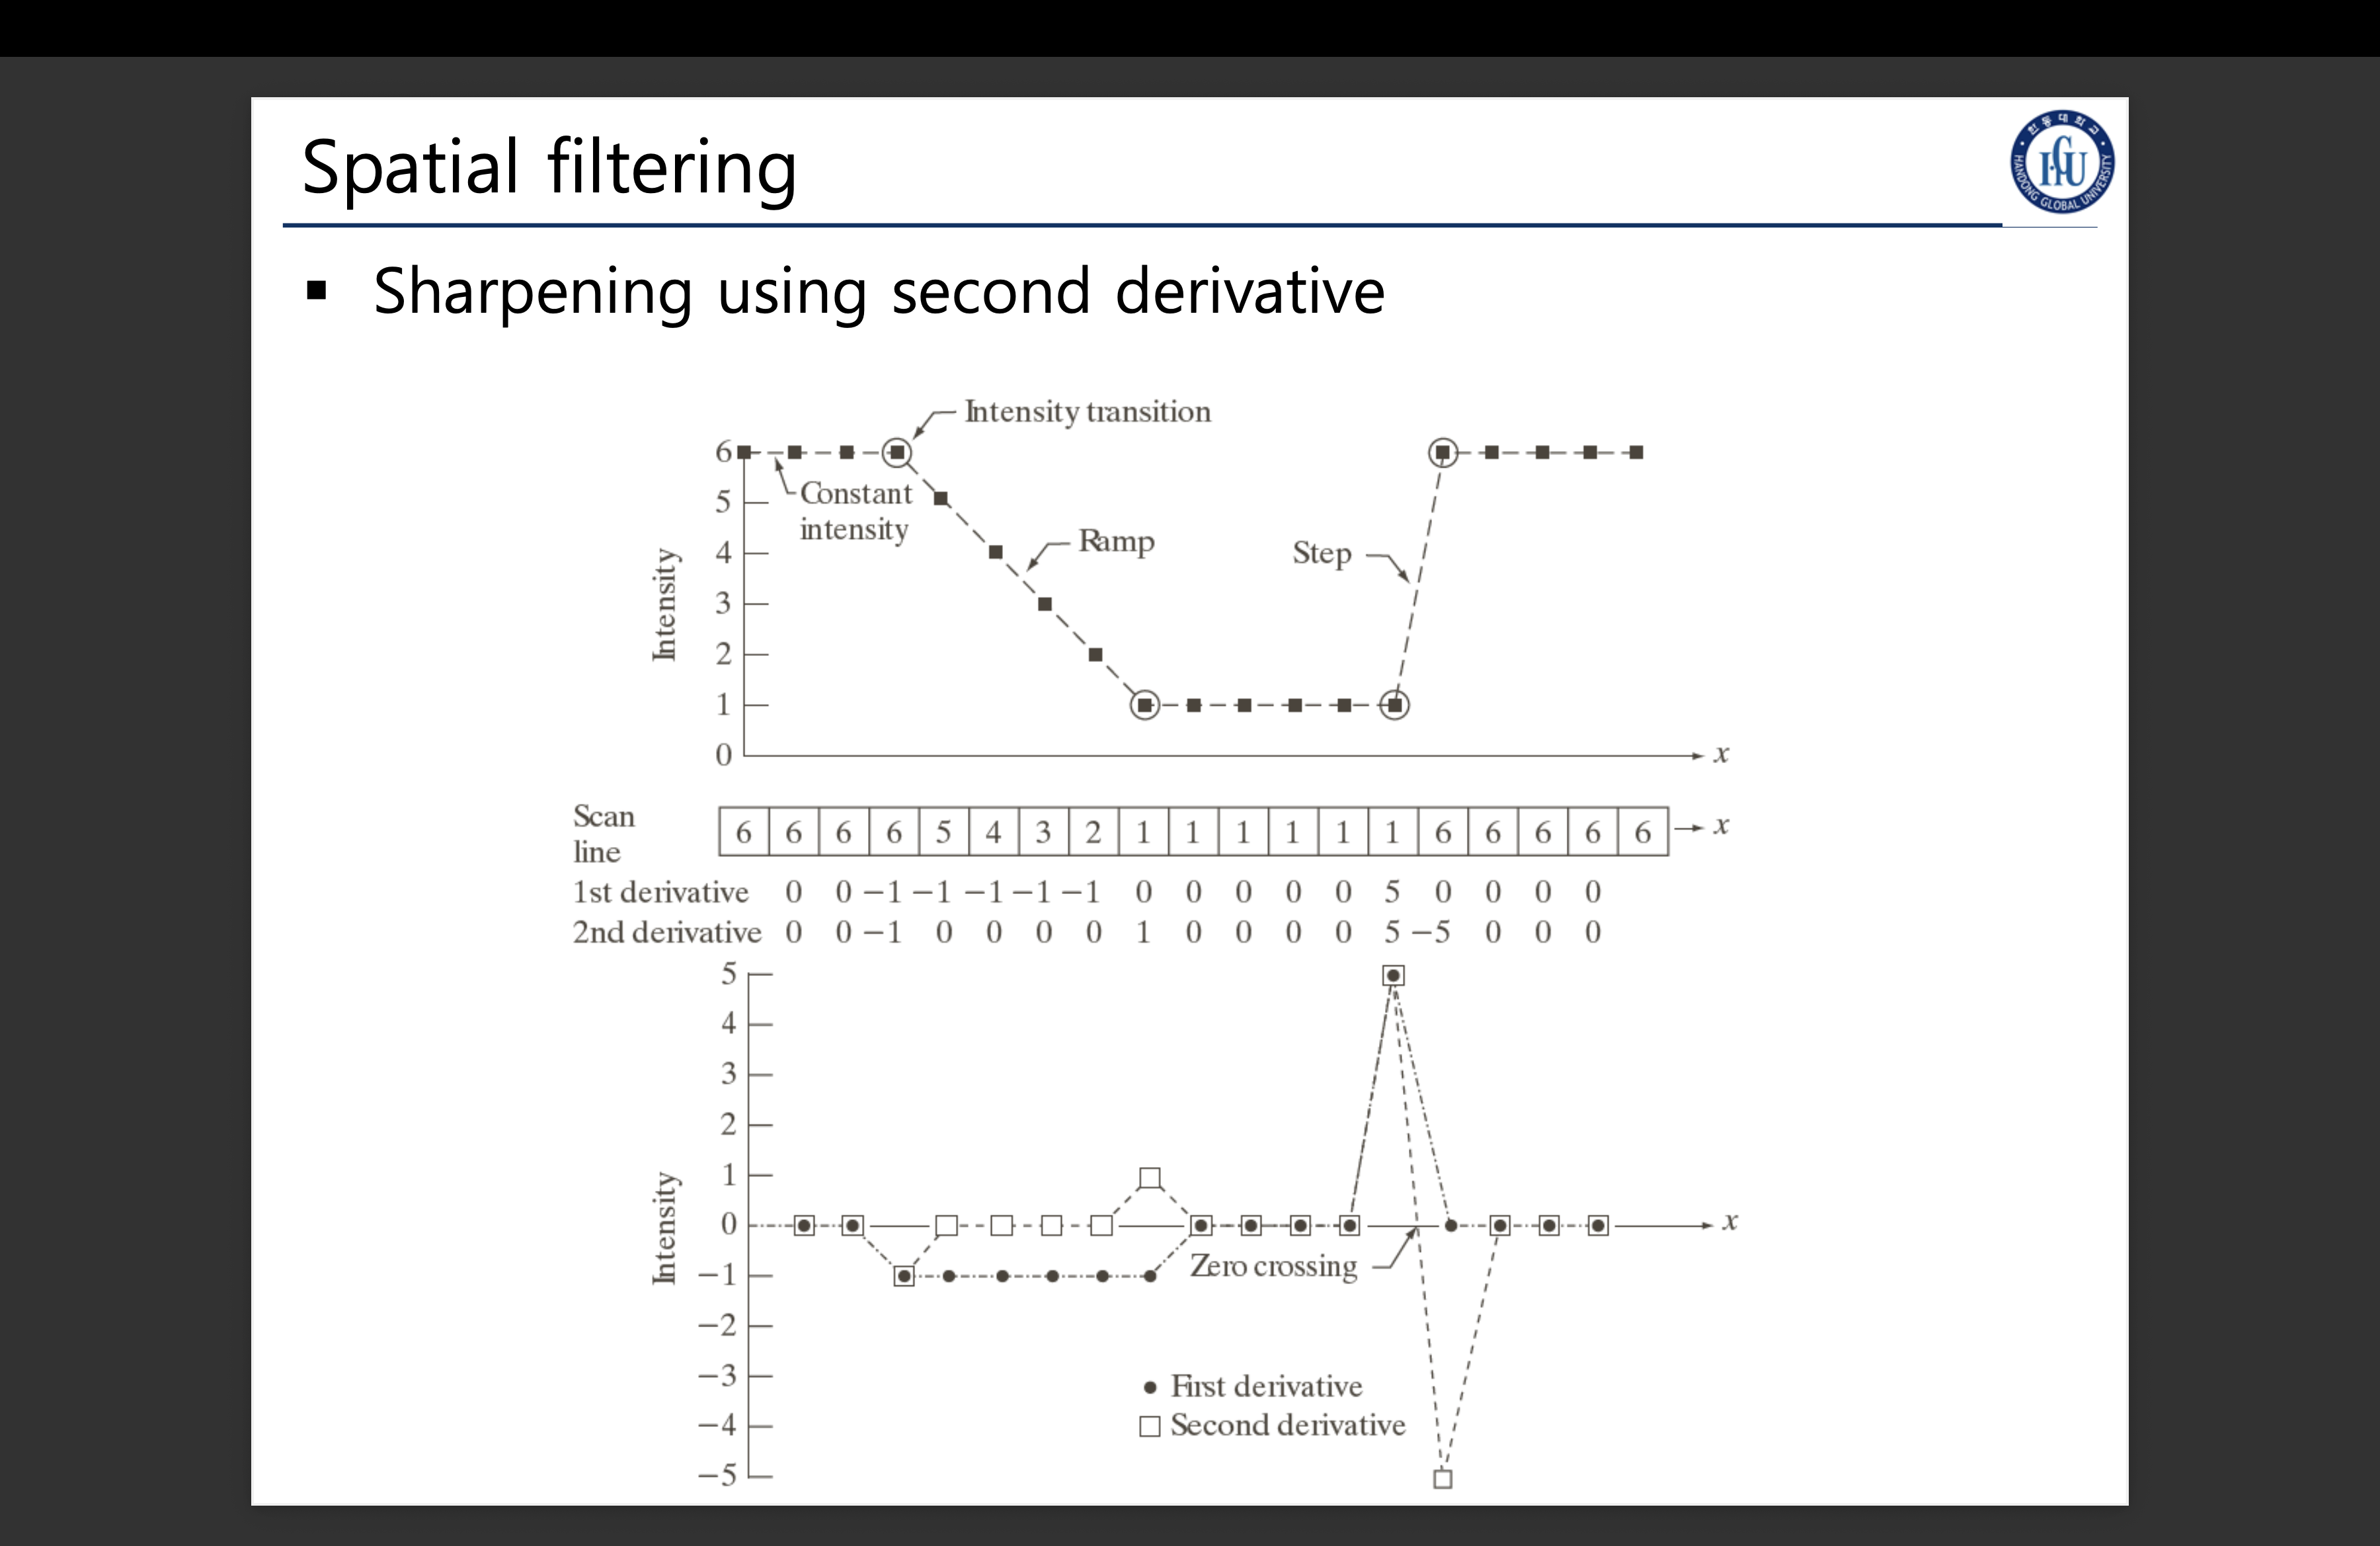 Spatial filtering
한동대학교
HANDONG GLOBAL UNIVERSITY
HGU
■ Sharpening using second derivative
Intensity transition
6
Constant
intensity
5
Ramp
Step
4
Intensity
3
2
1
0
x
Scan
line
6 6 6 6 5 4 3 2 1 1 1 1 1 1 6 6 6 6 6 x
1st derivative 0 0 −1 −1 −1 −1 −1 0 0 0 0 0 5 0 0 0 0
2nd derivative 0 0 −1 0 0 0 0 1 0 0 0 0 5 −5 0 0 0
5
4
3
2
1
0
x
Intensity
Zero crossing
−1
−2
−3
−4
−5
First derivative
Second derivative